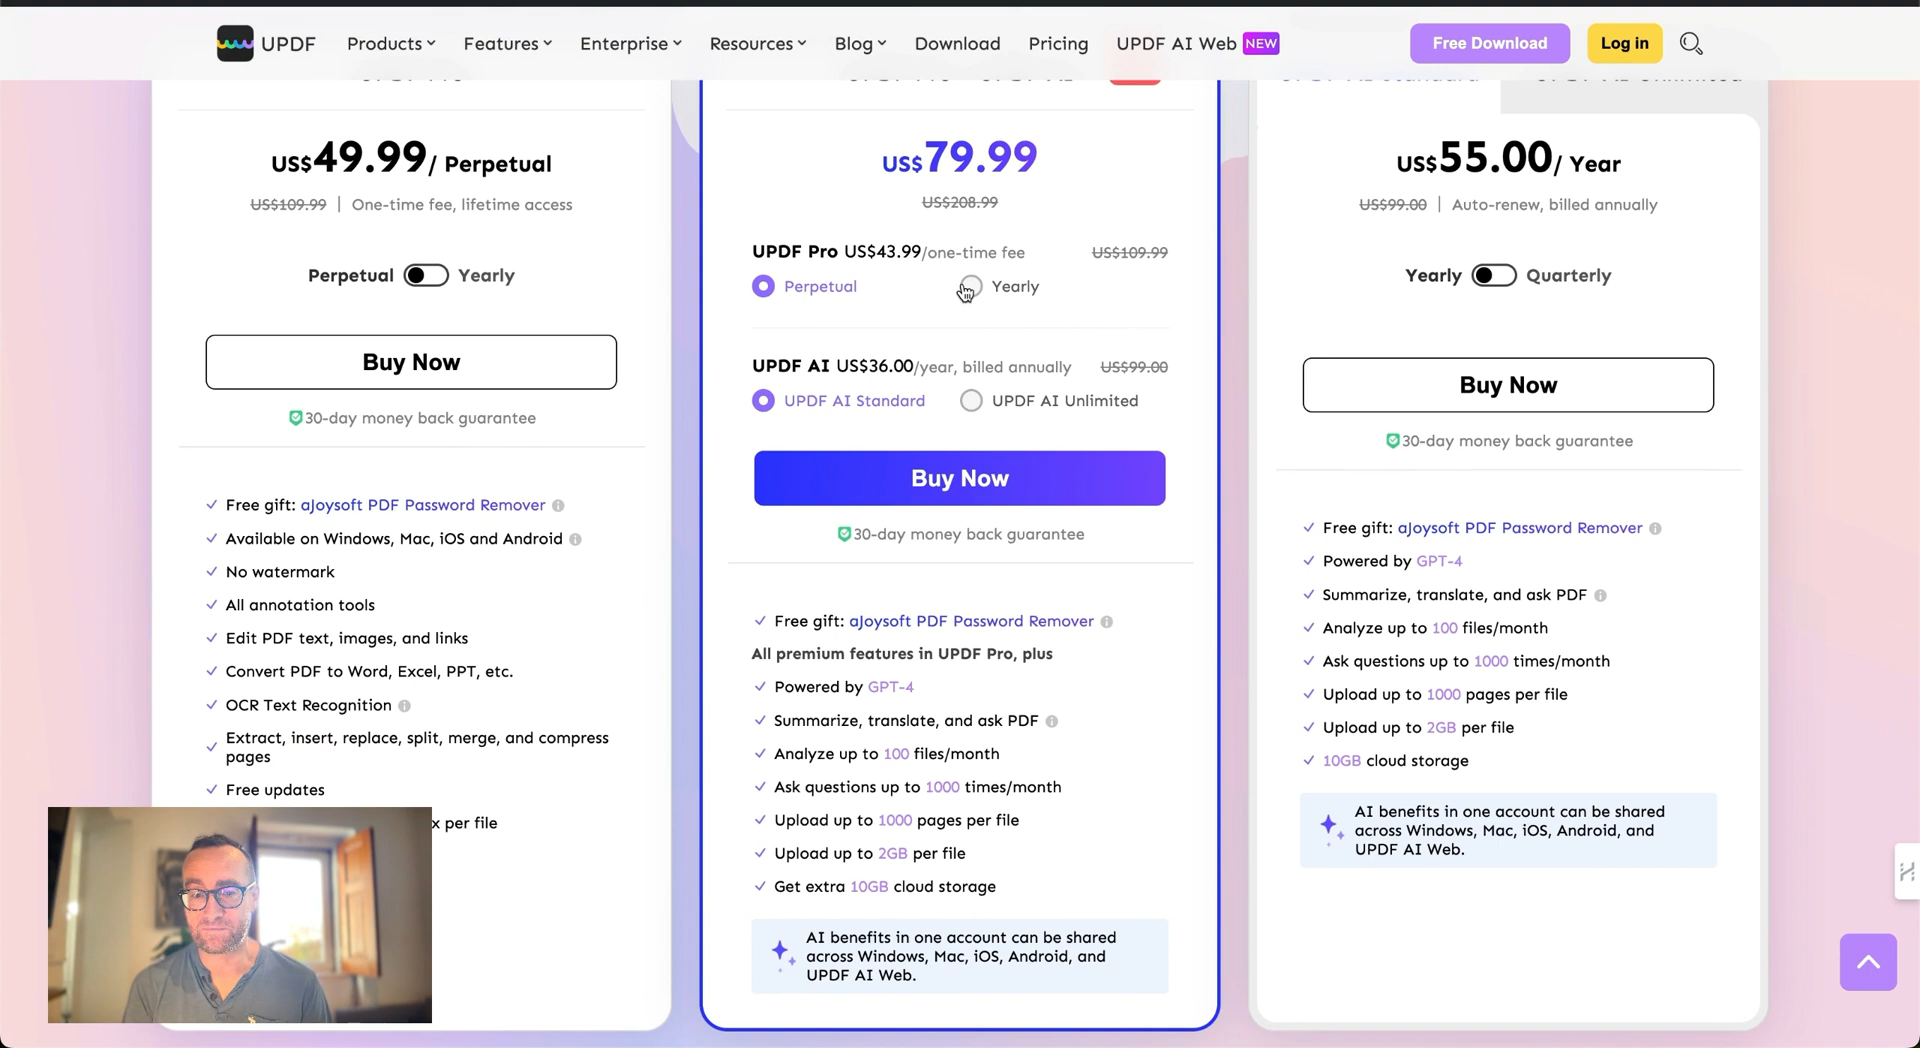 UPDF
Products
Features
Enterprise
Resources
Blog
Download
Pricing
UPDF AI Web NEW
Free Download
Log in
US$49.99/ Perpetual
US$109.99 | One-time fee, lifetime access
Perpetual
Yearly
Buy Now
30-day money back guarantee
Free gift: aJoysoft PDF Password Remover
Available on Windows, Mac, iOS and Android
No watermark
All annotation tools
Edit PDF text, images, and links
Convert PDF to Word, Excel, PPT, etc.
OCR Text Recognition
Extract, insert, replace, split, merge, and compress
pages
Free updates
x per file
US$79.99
US$208.99
UPDF Pro US$43.99/one-time fee US$109.99
Perpetual
Yearly
UPDF AI US$36.00/year, billed annually US$99.00
UPDF AI Standard
UPDF AI Unlimited
Buy Now
30-day money back guarantee
Free gift: aJoysoft PDF Password Remover
All premium features in UPDF Pro, plus
Powered by GPT-4
Summarize, translate, and ask PDF
Analyze up to 100 files/month
Ask questions up to 1000 times/month
Upload up to 1000 pages per file
Upload up to 2GB per file
Get extra 10GB cloud storage
AI benefits in one account can be shared
across Windows, Mac, iOS, Android, and
UPDF AI Web.
US$55.00/ Year
US$99.00 | Auto-renew, billed annually
Yearly
Quarterly
Buy Now
30-day money back guarantee
Free gift: aJoysoft PDF Password Remover
Powered by GPT-4
Summarize, translate, and ask PDF
Analyze up to 100 files/month
Ask questions up to 1000 times/month
Upload up to 1000 pages per file
Upload up to 2GB per file
10GB cloud storage
AI benefits in one account can be shared
across Windows, Mac, iOS, Android, and
UPDF AI Web.